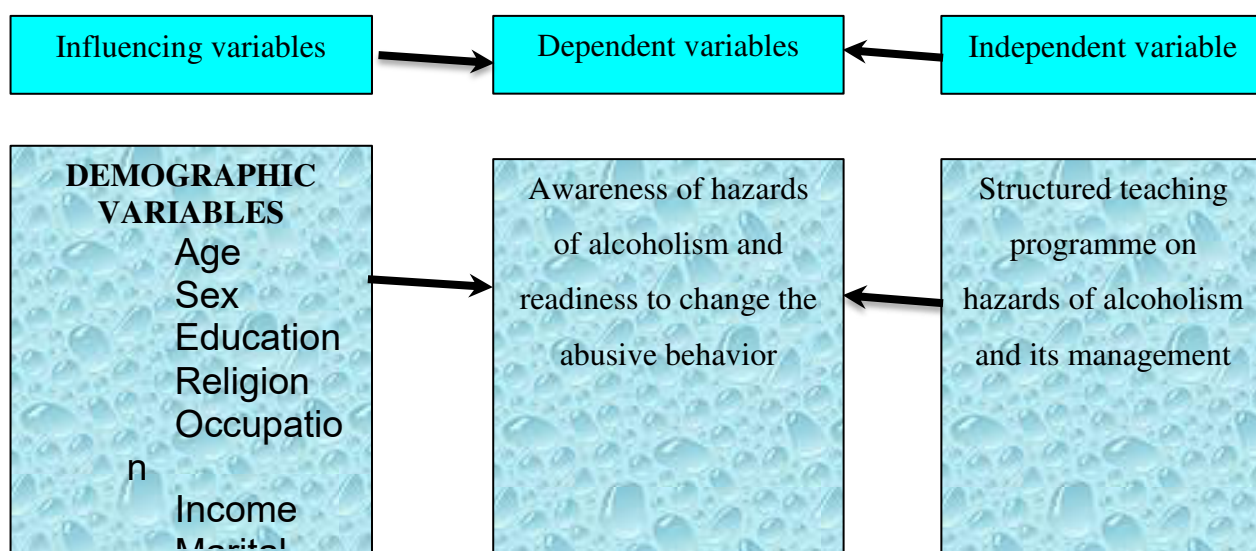 Influencing variables
Dependent variables
Independent variable
DEMOGRAPHIC
VARIABLES
Age
Sex
Education
Religion
Occupatio
n
Income
Marital
Awareness of hazards
of alcoholism and
readiness to change the
abusive behavior
Structured teaching
programme on
hazards of alcoholism
and its management